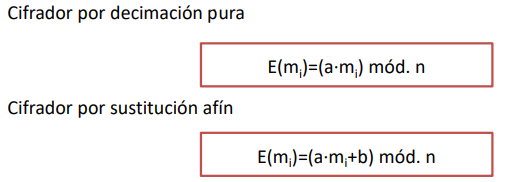 Cifrador por decimación pura
E(mᵢ)=(a·mᵢ) mód. n
Cifrador por sustitución afín
E(mᵢ)=(a·mᵢ+b) mód. n